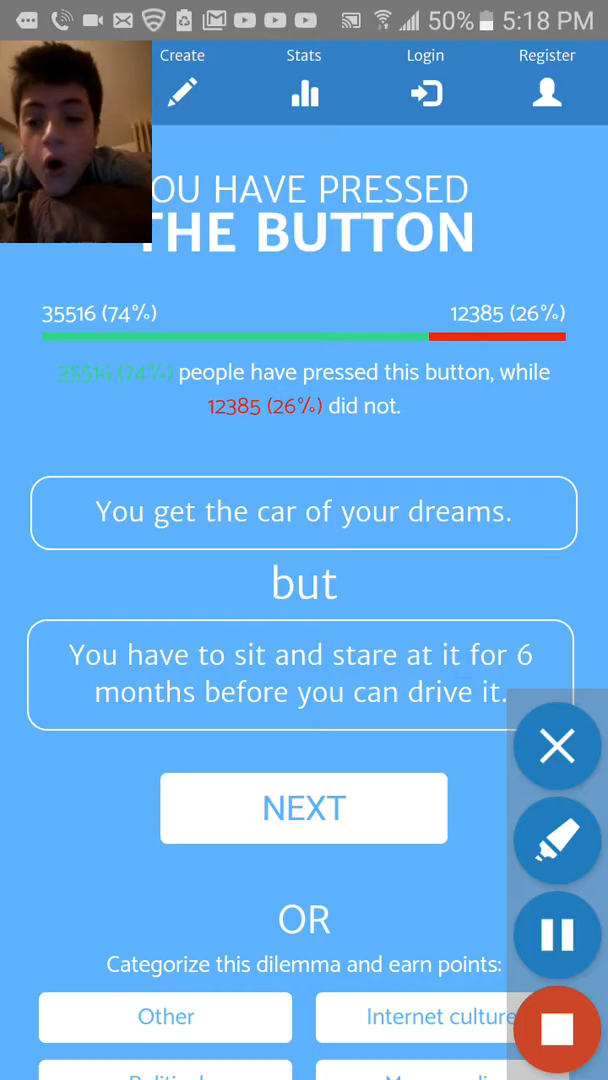 50% 5:18 PM
Create Stats Login Register
OU HAVE PRESSED
THE BUTTON
35516 (74%) 12385 (26%)
35516 (74%) people have pressed this button, while
12385 (26%) did not.
You get the car of your dreams.
but
You have to sit and stare at it for 6
months before you can drive it.
NEXT
OR
Categorize this dilemma and earn points:
Other Internet culture